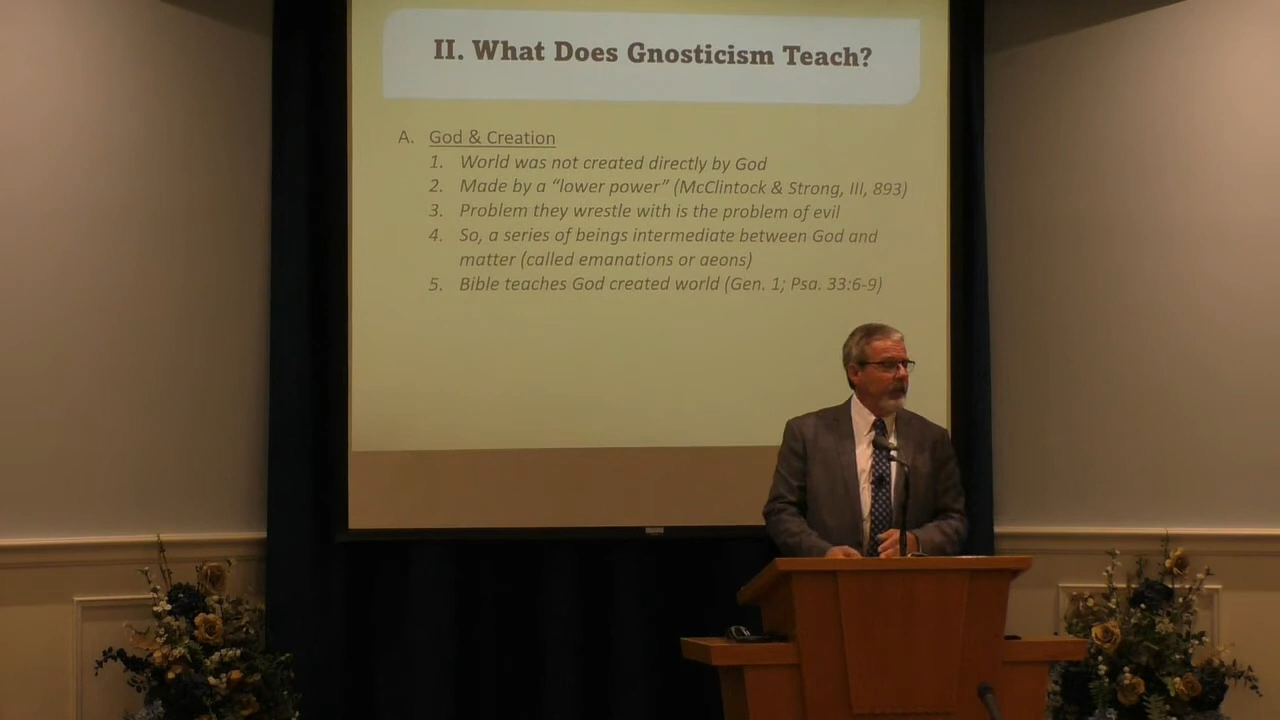 II. What Does Gnosticism Teach?
A. God & Creation
1. World was not created directly by God
2. Made by a “lower power” (McClintock & Strong, III, 893)
3. Problem they wrestle with is the problem of evil
4. So, a series of beings intermediate between God and
matter (called emanations or aeons)
5. Bible teaches God created world (Gen. 1; Psa. 33:6-9)